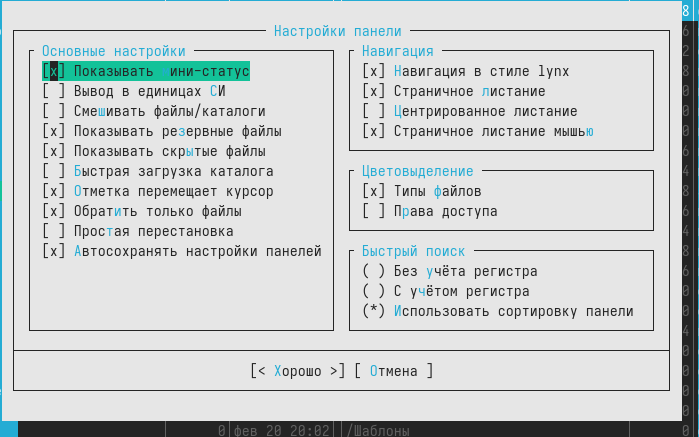 Настройки панели
Основные настройки
[x] Показывать мини-статус
[ ] Вывод в единицах СИ
[ ] Смешивать файлы/каталоги
[x] Показывать резервные файлы
[x] Показывать скрытые файлы
[ ] Быстрая загрузка каталога
[x] Отметка перемещает курсор
[x] Обратить только файлы
[ ] Простая перестановка
[x] Автосохранять настройки панелей
Навигация
[x] Навигация в стиле lynx
[x] Страничное листание
[ ] Центрированное листание
[x] Страничное листание мышью
Цветовыделение
[x] Типы файлов
[ ] Права доступа
Быстрый поиск
( ) Без учёта регистра
( ) С учётом регистра
(*) Использовать сортировку панели
[< Хорошо >] [ Отмена ]
0 фев 20 20:02 /Шаблоны